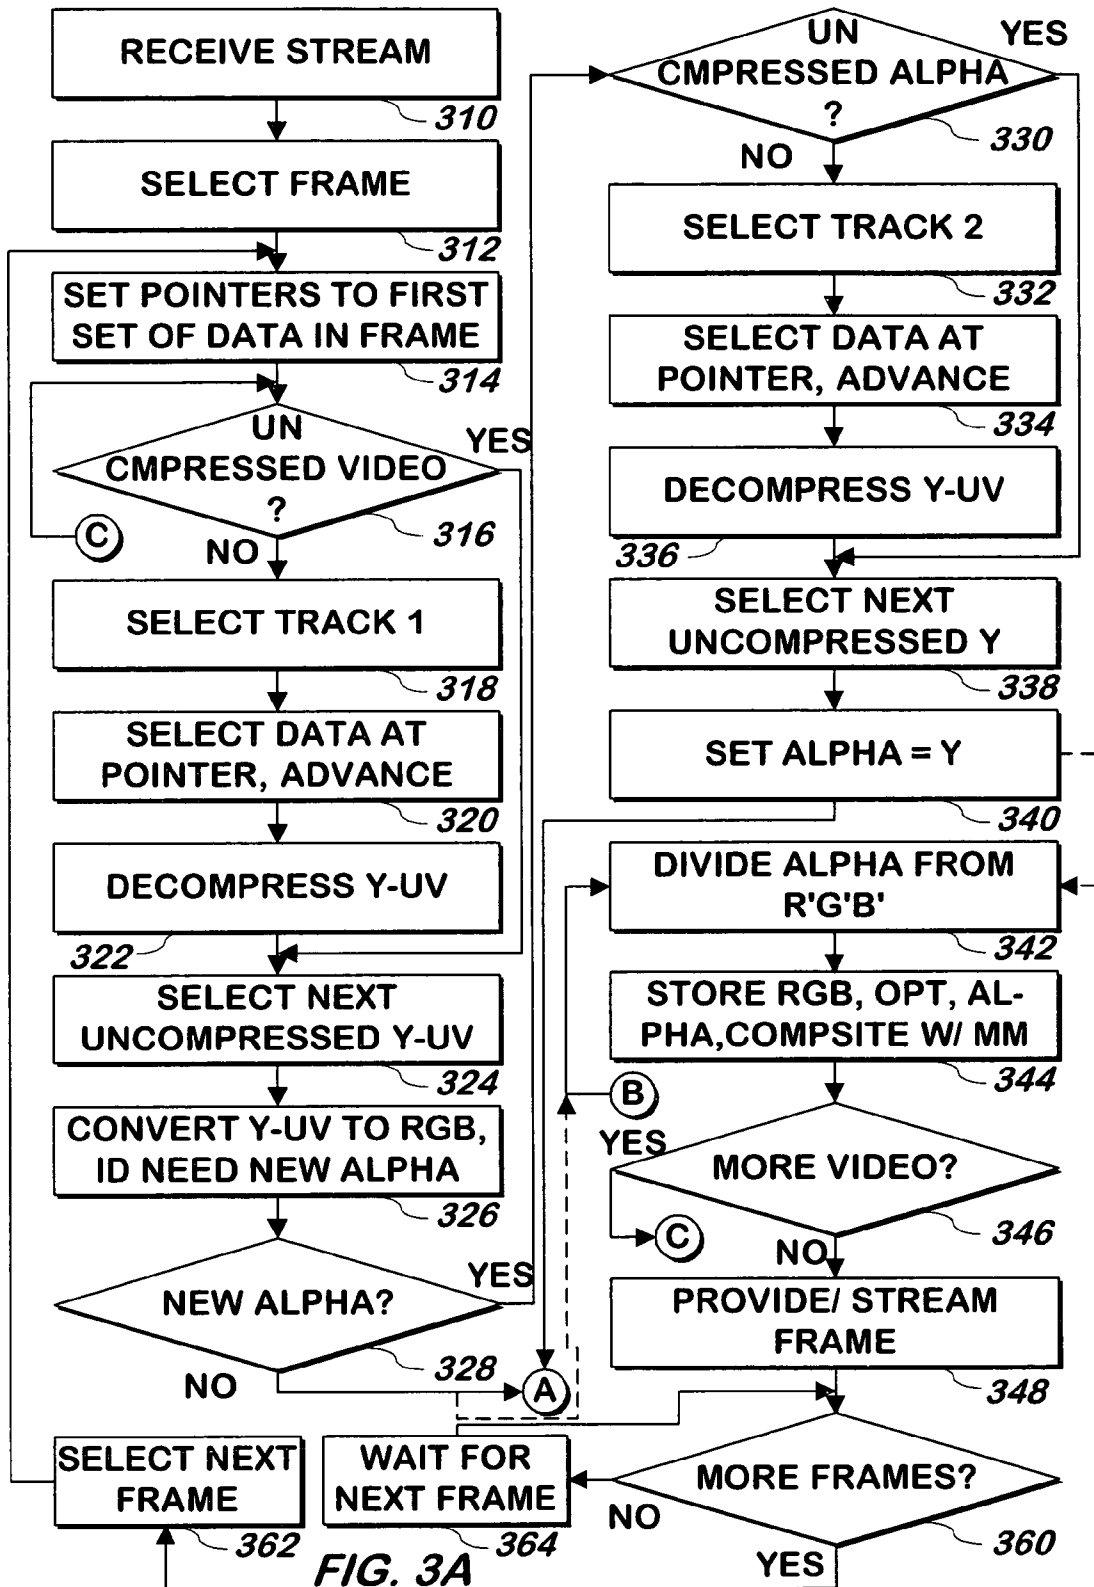 RECEIVE STREAM
310
SELECT FRAME
312
SET POINTERS TO FIRST
SET OF DATA IN FRAME
314
UN
CMPRESSED VIDEO
?
YES
316
C
NO
SELECT TRACK 1
318
SELECT DATA AT
POINTER, ADVANCE
320
DECOMPRESS Y-UV
322
SELECT NEXT
UNCOMPRESSED Y-UV
324
CONVERT Y-UV TO RGB,
ID NEED NEW ALPHA
326
NEW ALPHA?
YES
328
NO
A
SELECT NEXT
FRAME
362
WAIT FOR
NEXT FRAME
364
UN
CMPRESSED ALPHA
?
YES
330
NO
SELECT TRACK 2
332
SELECT DATA AT
POINTER, ADVANCE
334
DECOMPRESS Y-UV
336
SELECT NEXT
UNCOMPRESSED Y
338
SET ALPHA = Y
340
DIVIDE ALPHA FROM
R'G'B'
342
STORE RGB, OPT, AL-
PHA,COMPSITE W/ MM
344
B
YES
MORE VIDEO?
346
C
NO
PROVIDE/ STREAM
FRAME
348
MORE FRAMES?
NO
360
YES
FIG. 3A